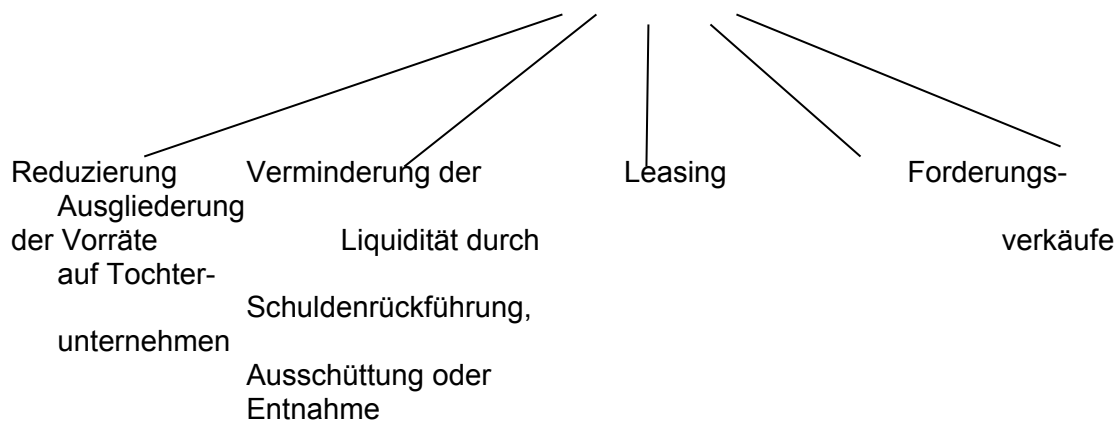 Reduzierung Verminderung der Leasing Forderungs-
Ausgliederung
der Vorräte Liquidität durch verkäufe
auf Tochter-
Schuldenrückführung,
unternehmen
Ausschüttung oder
Entnahme